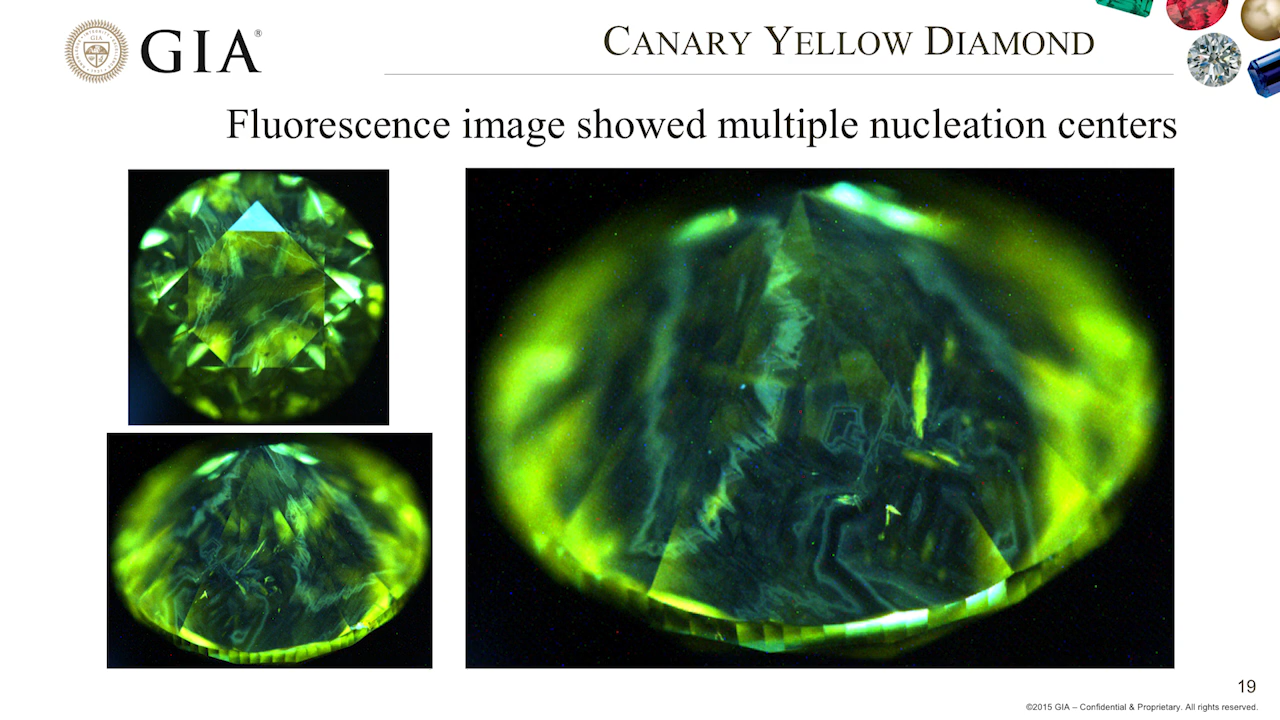 GIA®
CANARY YELLOW DIAMOND
Fluorescence image showed multiple nucleation centers
19
©2015 GIA – Confidential & Proprietary. All rights reserved.